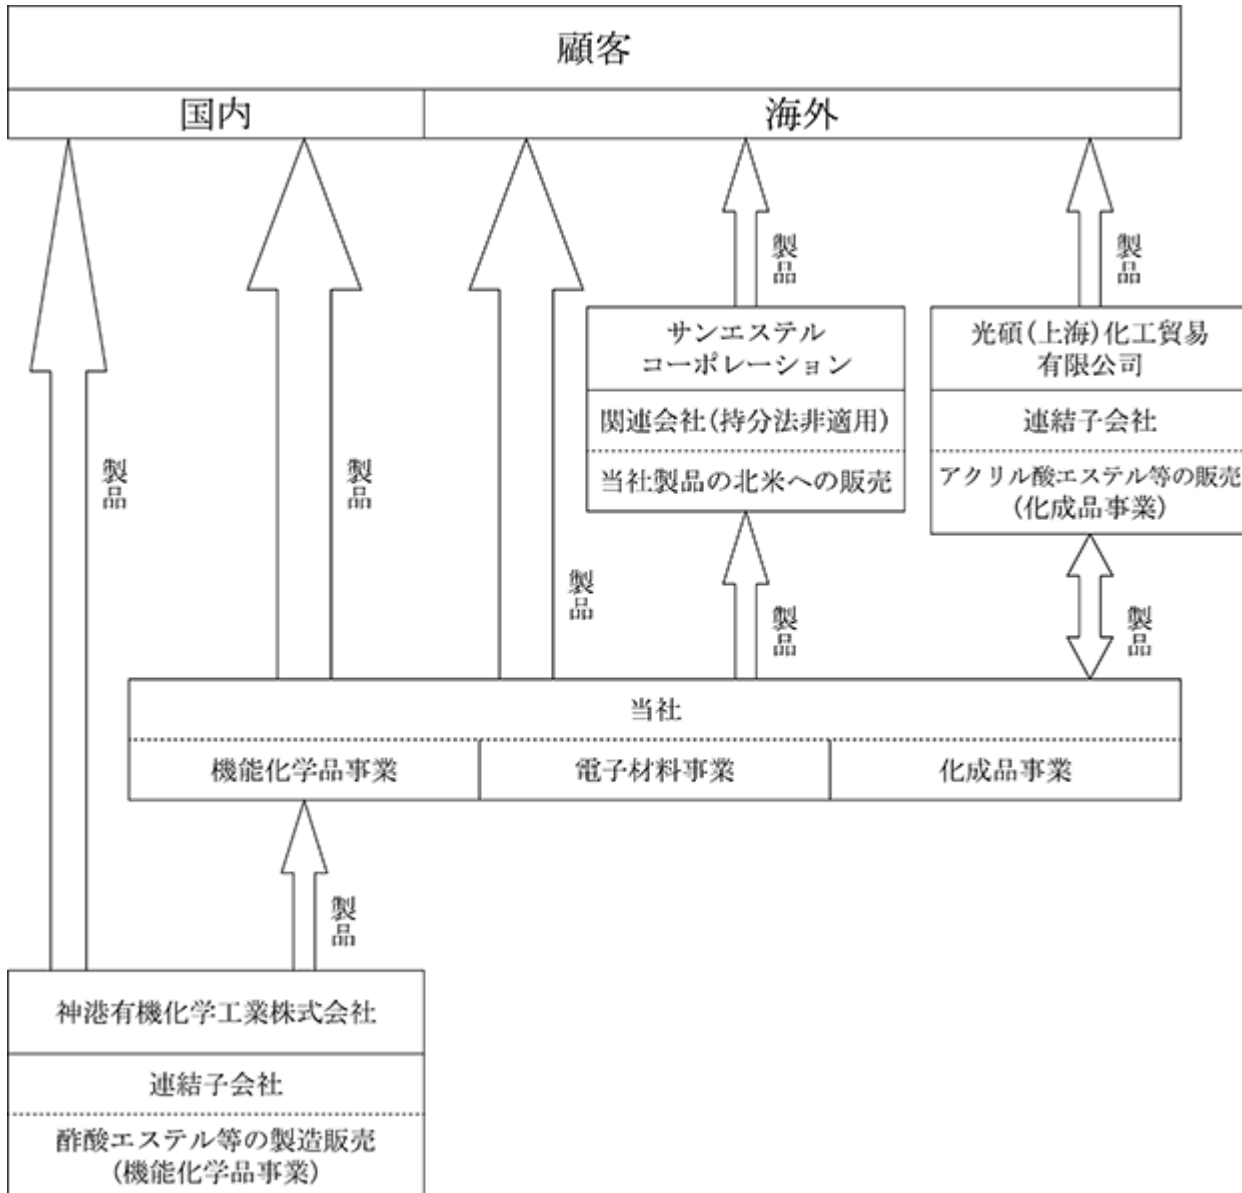 顧客
国内
海外
製品
製品
サンエステル
コーポレーション
関連会社(持分法非適用)
当社製品の北米への販売
光碩(上海)化工貿易
有限公司
連結子会社
アクリル酸エステル等の販売
(化成品事業)
製品
製品
製品
製品
製品
当社
機能化学品事業
電子材料事業
化成品事業
製品
神港有機化学工業株式会社
連結子会社
酢酸エステル等の製造販売
(機能化学品事業)